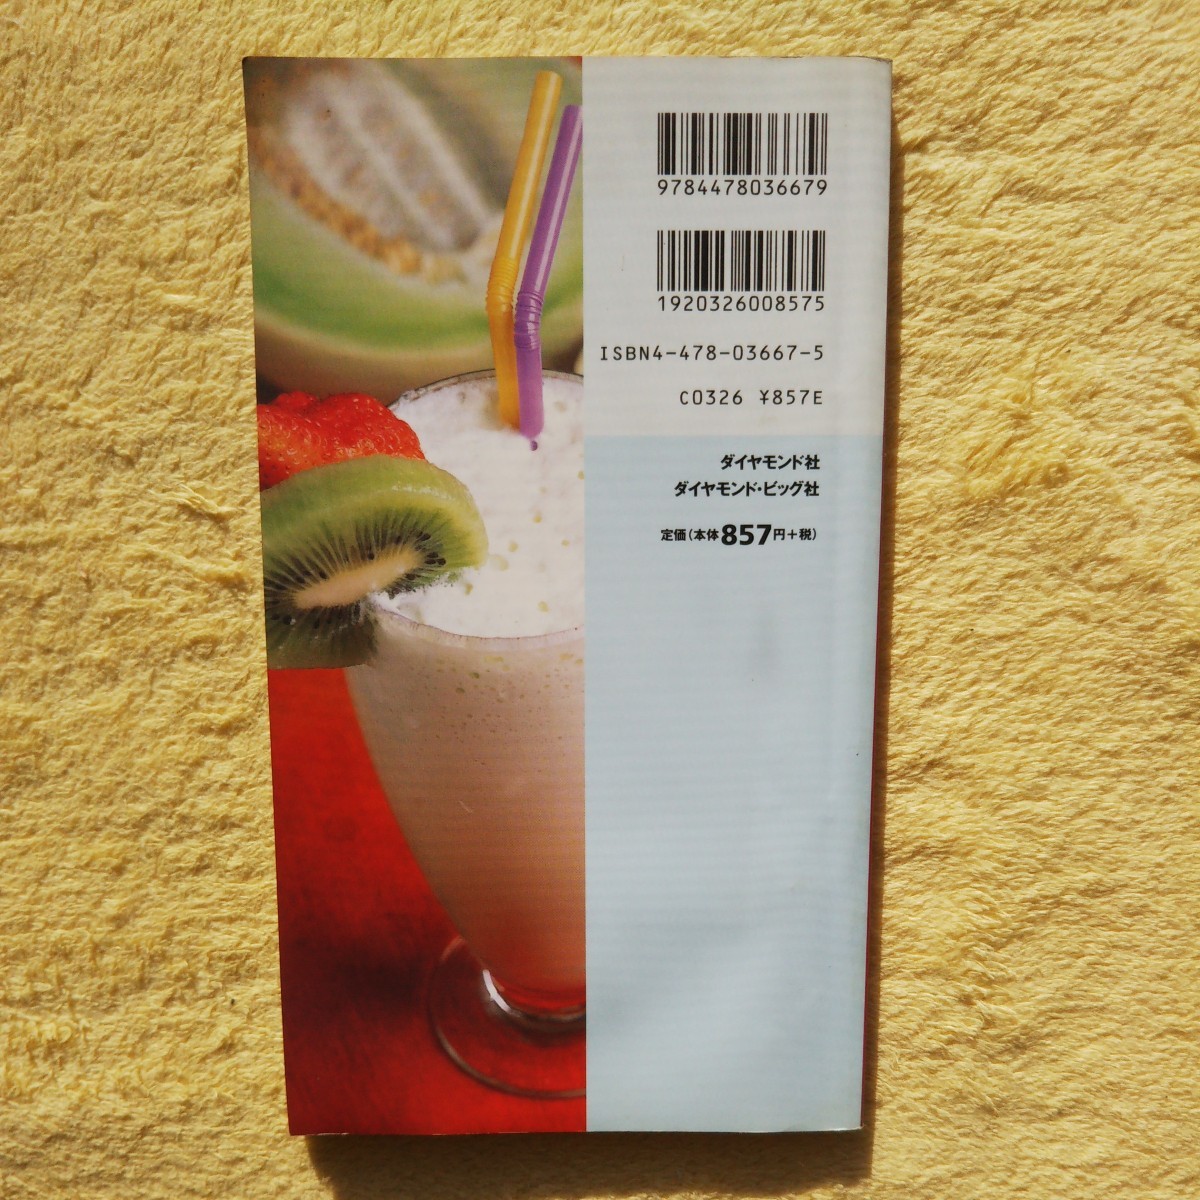 9784478036679
1920326008575
ISBN4-478-03667-5
C0326 ¥857E
ダイヤモンド社
ダイヤモンド・ビッグ社
定価(本体857円+税)